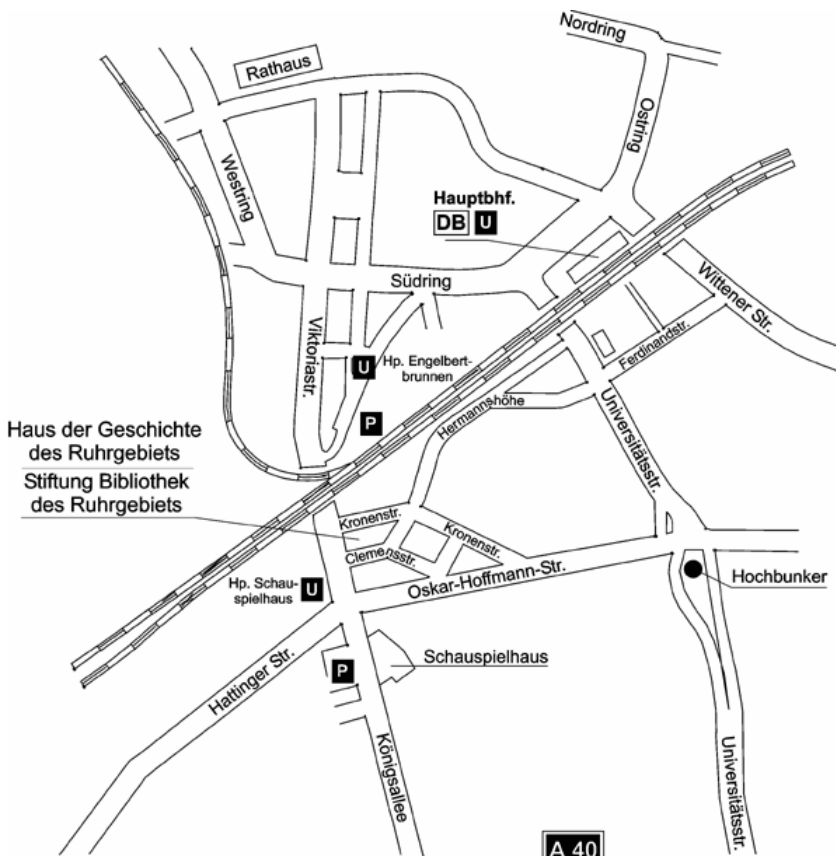 Nordring
Rathaus
Ostring
Westring
Hauptbhf.
DB U
Südring
Wittener Str.
Viktoriastr.
U
Hp. Engelbert-
brunnen
Ferdinandstr.
P
Hermannshöhe
Universitätsstr.
Haus der Geschichte
des Ruhrgebiets
Stiftung Bibliothek
des Ruhrgebiets
Kronenstr.
Kronenstr.
Clemensstr.
Hp. Schau-
spielhaus
U
Oskar-Hoffmann-Str.
Hochbunker
Hattinger Str.
P
Schauspielhaus
Königsallee
Universitätsstr.
A 40